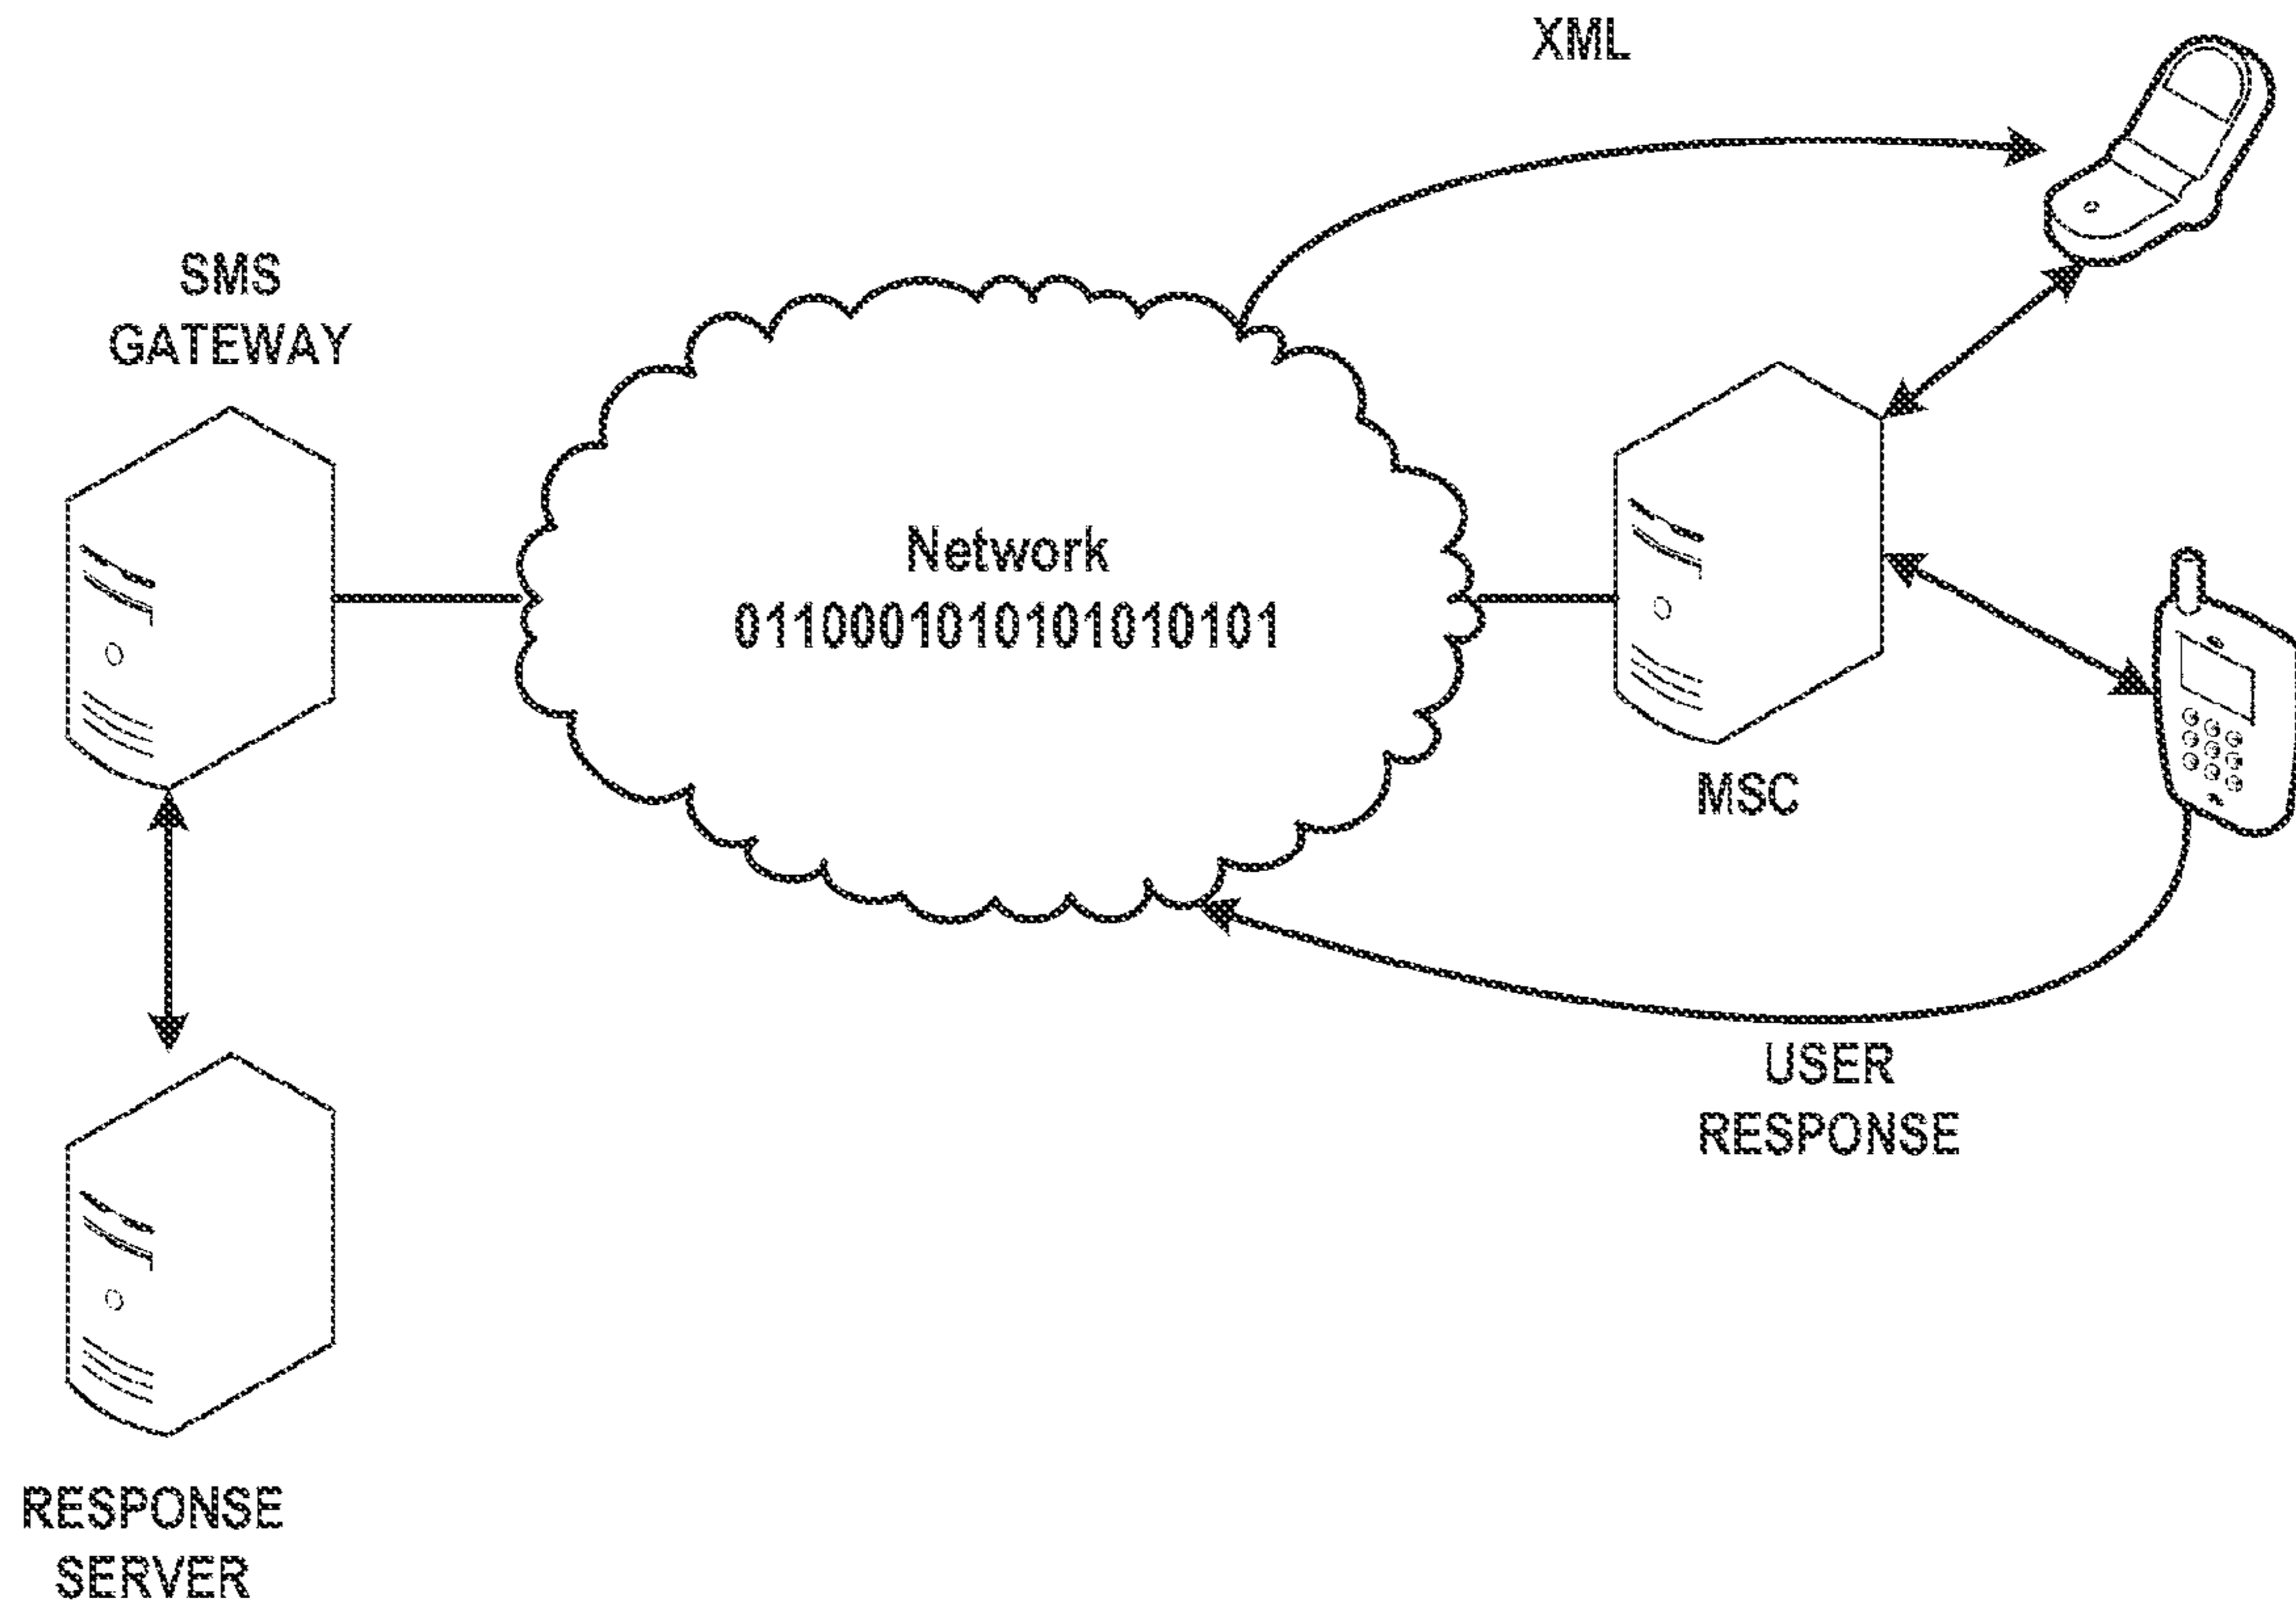 XML
SMS
GATEWAY
Network
0110001010101010101
MSC
USER
RESPONSE
RESPONSE
SERVER